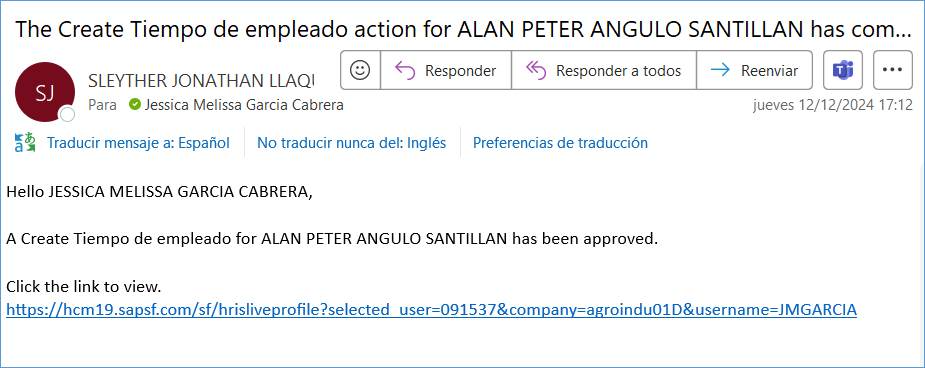 The Create Tiempo de empleado action for ALAN PETER ANGULO SANTILLAN has com...
SJ
SLEYTHER JONATHAN LLAQU
Responder
Responder a todos
Reenviar
Para Jessica Melissa Garcia Cabrera
jueves 12/12/2024 17:12
Traducir mensaje a: Español
No traducir nunca del: Inglés
Preferencias de traducción
Hello JESSICA MELISSA GARCIA CABRERA,
A Create Tiempo de empleado for ALAN PETER ANGULO SANTILLAN has been approved.
Click the link to view.
https://hcm19.sapsf.com/sf/hrisliveprofile?selected_user=091537&company=agroindu01D&username=JMGARCIA